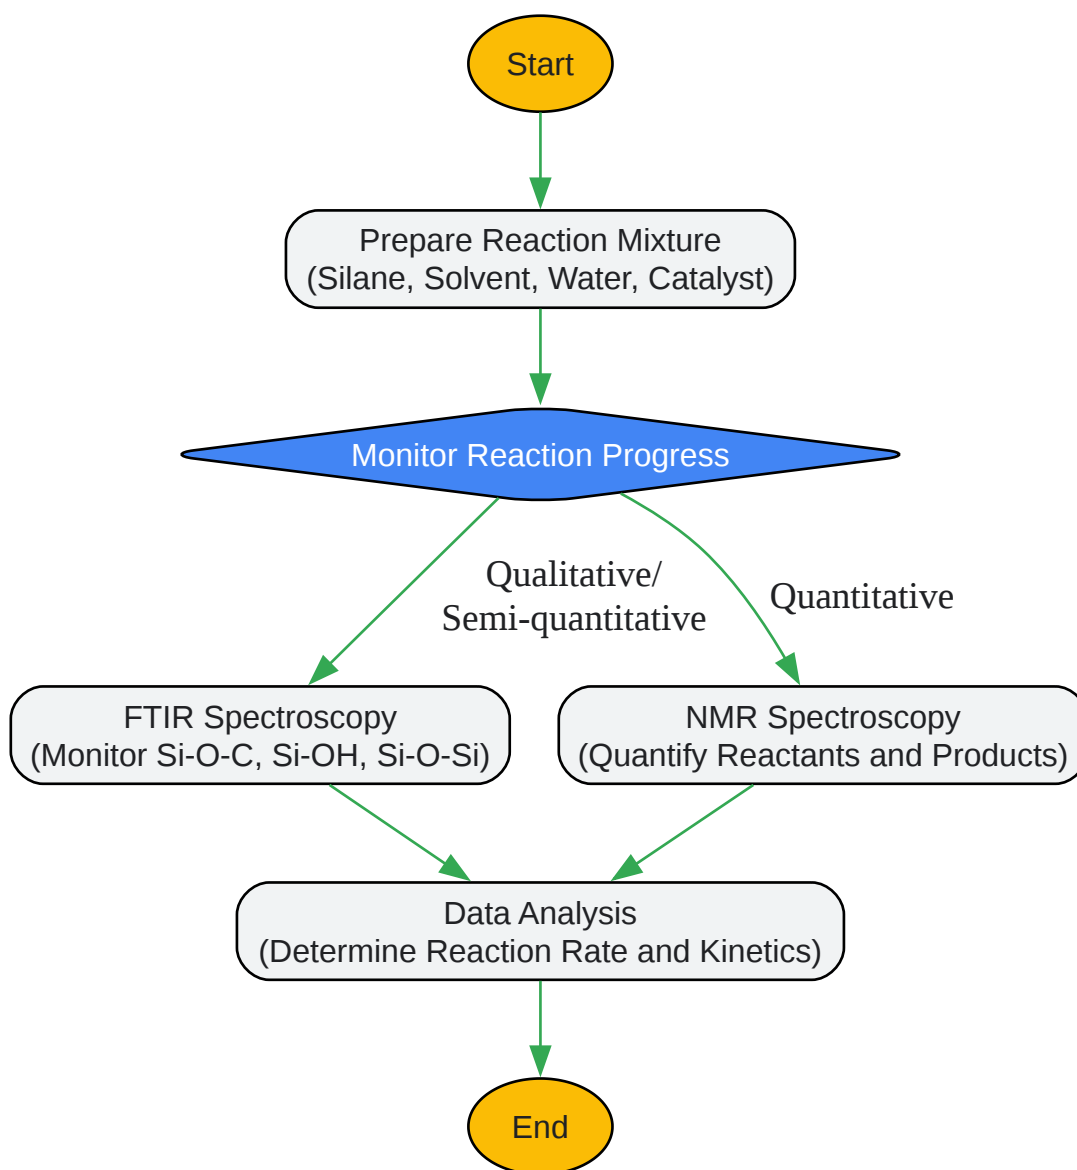 Start
Prepare Reaction Mixture
(Silane, Solvent, Water, Catalyst)
Monitor Reaction Progress
Qualitative/
Semi-quantitative
Quantitative
FTIR Spectroscopy
(Monitor Si-O-C, Si-OH, Si-O-Si)
NMR Spectroscopy
(Quantify Reactants and Products)
Data Analysis
(Determine Reaction Rate and Kinetics)
End